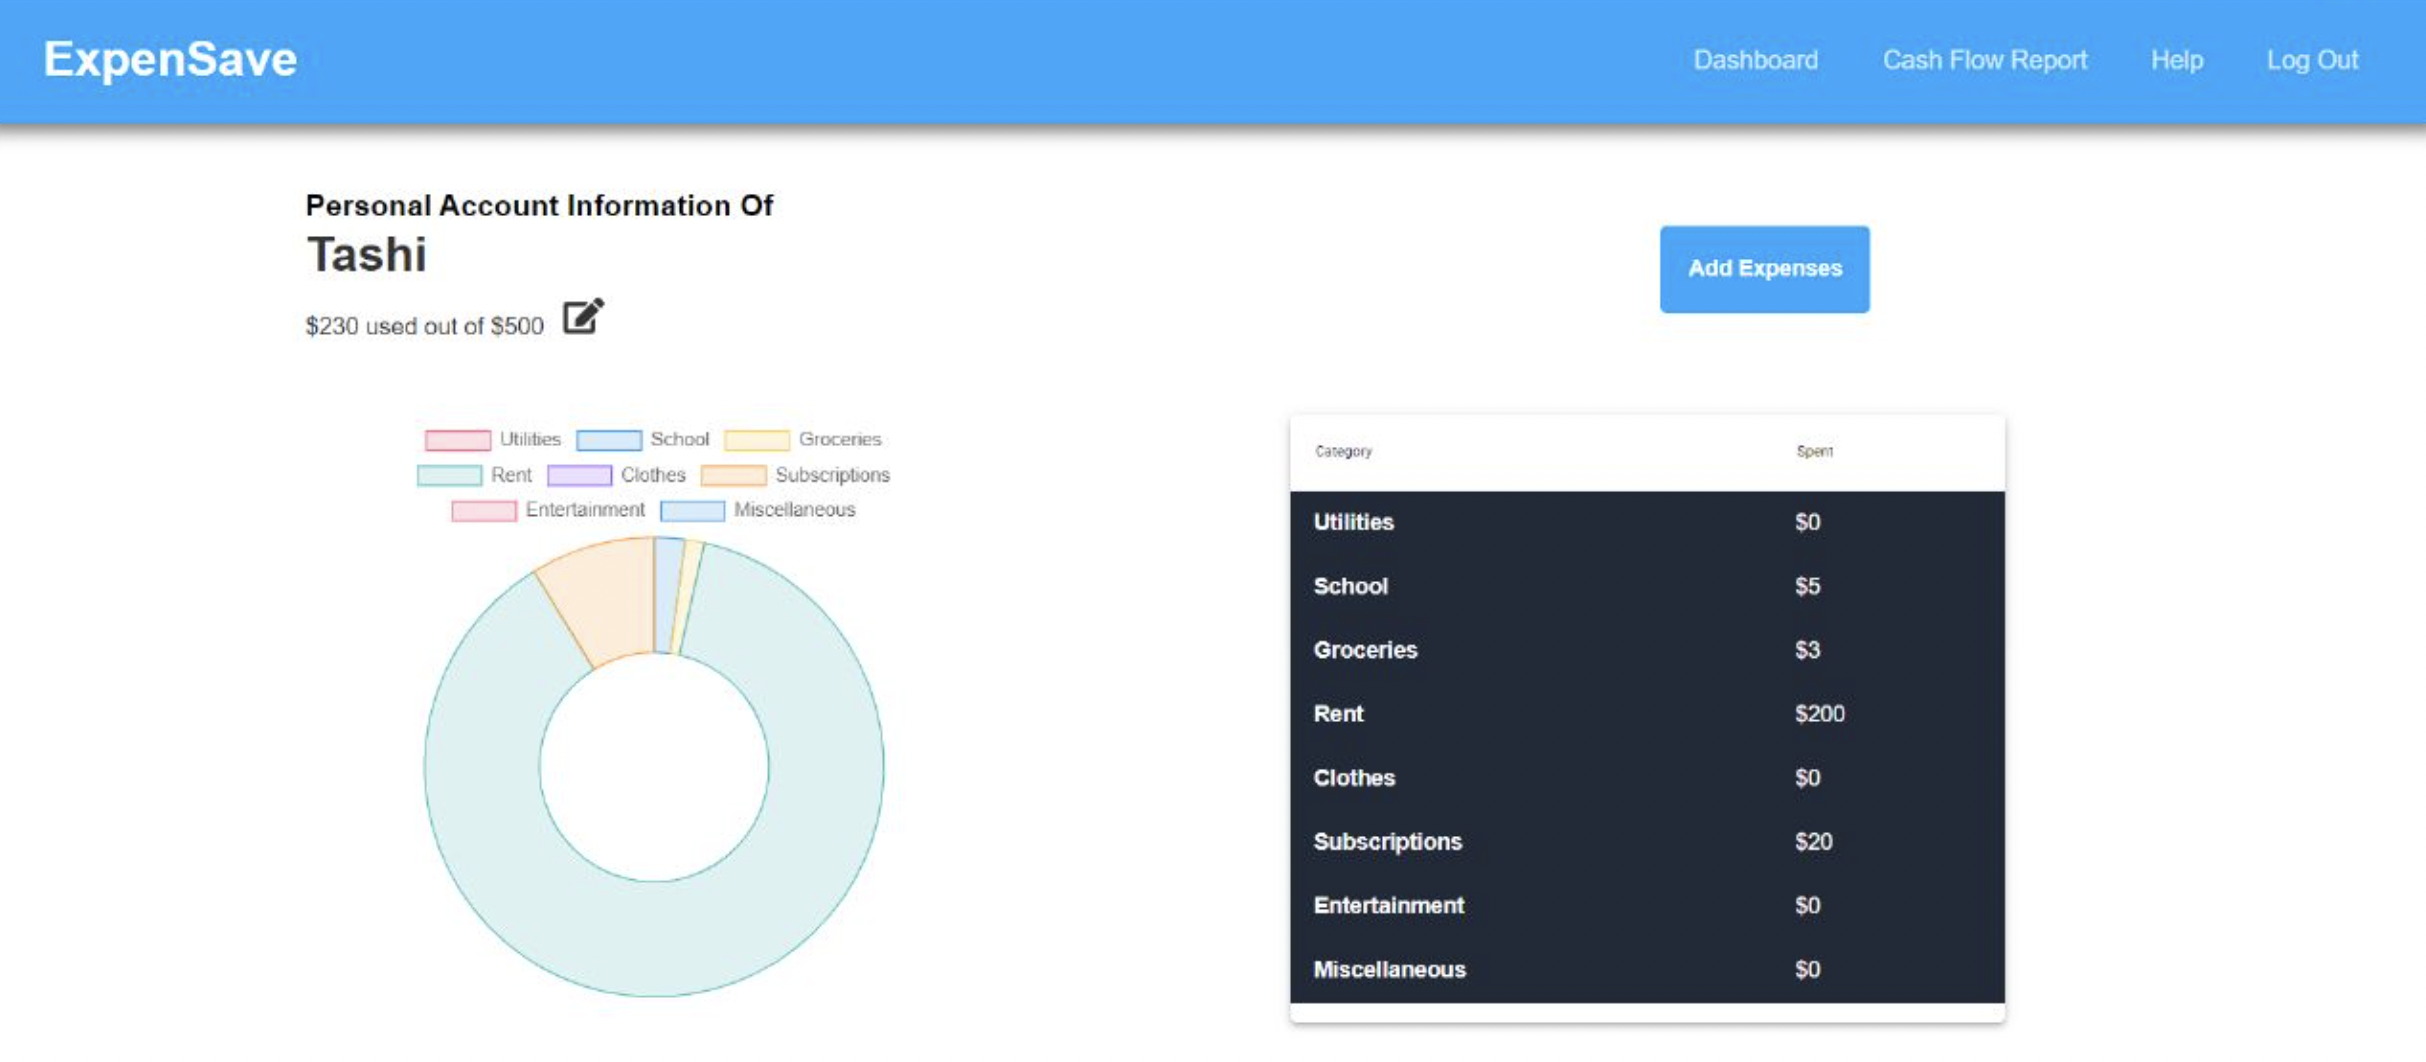 ExpenSave
Dashboard Cash Flow Report Help Log Out
Personal Account Information Of
Tashi
$230 used out of $500
Add Expenses
Utilities School Groceries
Rent Clothes Subscriptions
Entertainment Miscellaneous
Category Spent
Utilities $0
School $5
Groceries $3
Rent $200
Clothes $0
Subscriptions $20
Entertainment $0
Miscellaneous $0